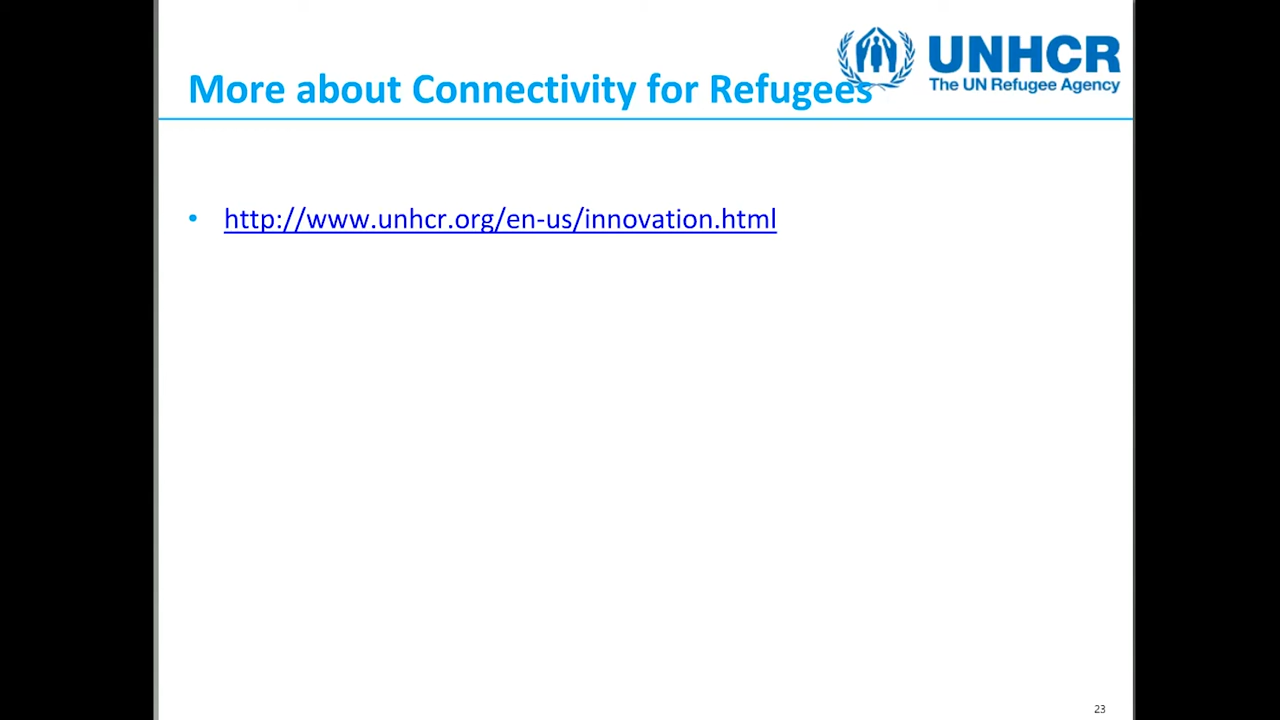 UNHCR
The UN Refugee Agency
More about Connectivity for Refugees
• http://www.unhcr.org/en-us/innovation.html
23